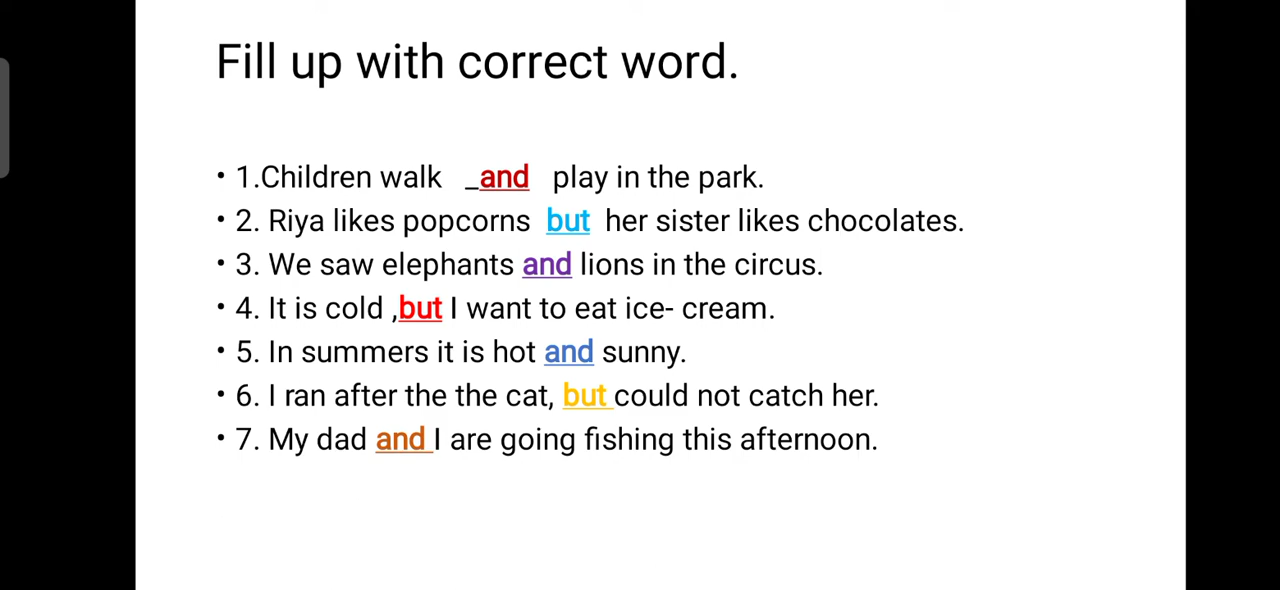 Fill up with correct word.
• 1.Children walk _and play in the park.
• 2. Riya likes popcorns but her sister likes chocolates.
• 3. We saw elephants and lions in the circus.
• 4. It is cold ,but I want to eat ice- cream.
• 5. In summers it is hot and sunny.
• 6. I ran after the the cat, but could not catch her.
• 7. My dad and I are going fishing this afternoon.